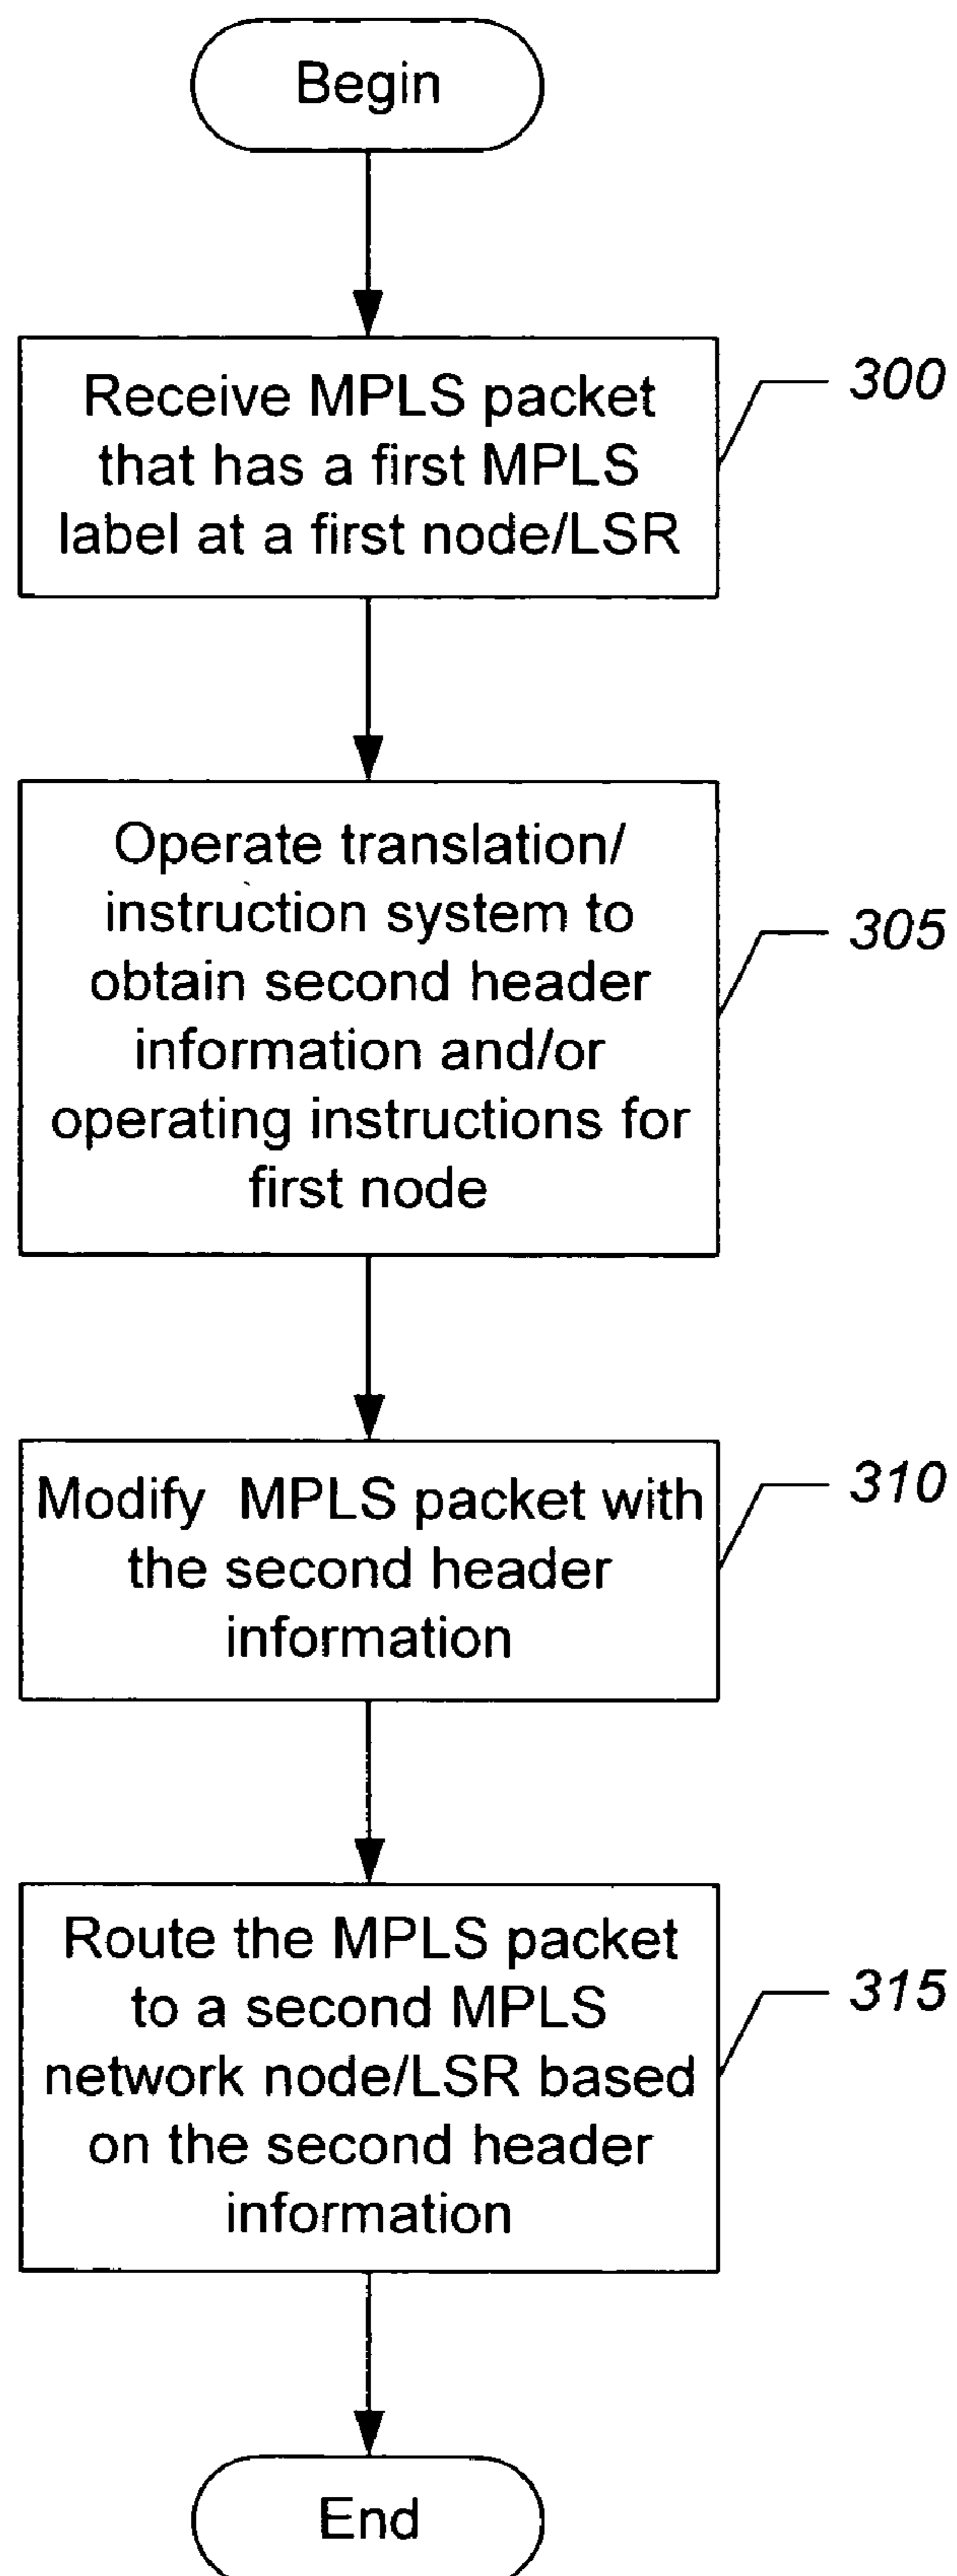 Begin
Receive MPLS packet
that has a first MPLS
label at a first node/LSR
300
Operate translation/
instruction system to
obtain second header
information and/or
operating instructions for
first node
305
Modify MPLS packet with
the second header
information
310
Route the MPLS packet
to a second MPLS
network node/LSR based
on the second header
information
315
End